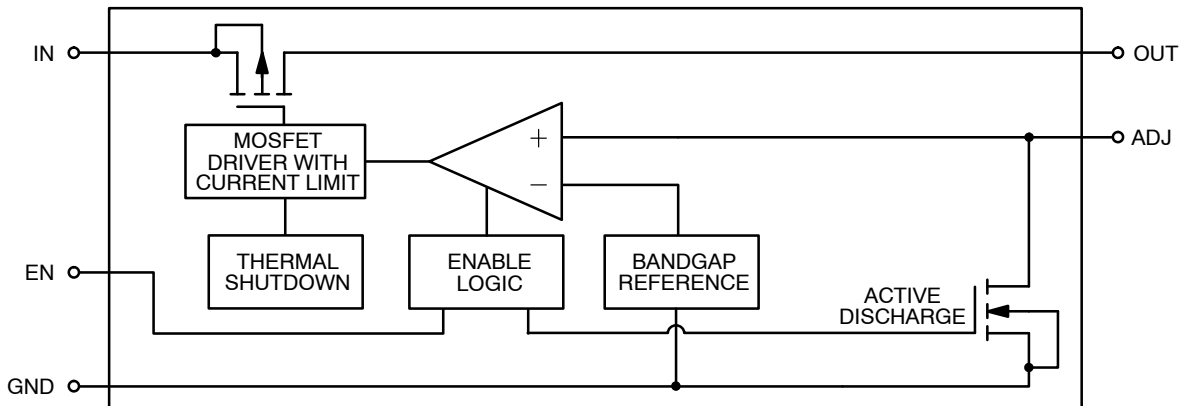 IN
OUT
MOSFET
DRIVER WITH
CURRENT LIMIT
+
−
ADJ
THERMAL
SHUTDOWN
ENABLE
LOGIC
BANDGAP
REFERENCE
EN
ACTIVE
DISCHARGE
GND